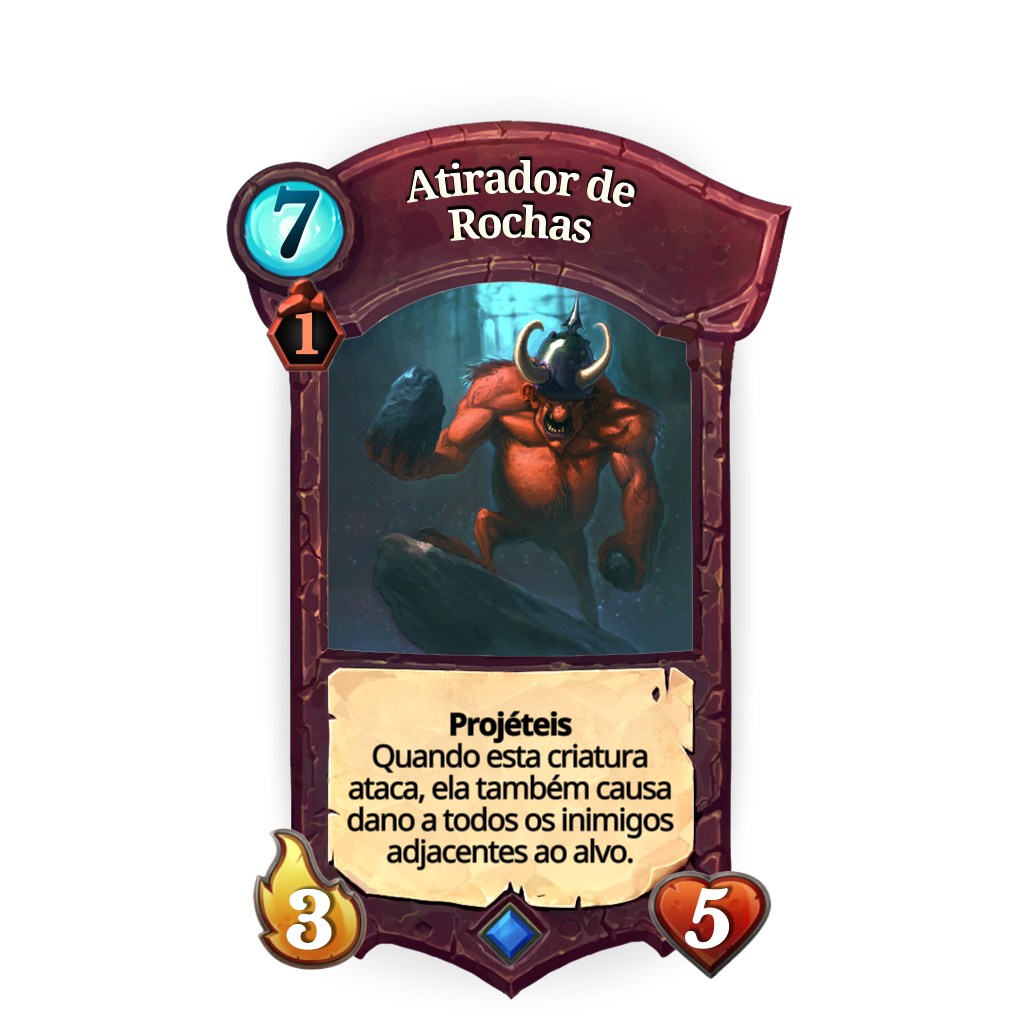 7
Atirador de
Rochas
1
Projéteis
Quando esta criatura
ataca, ela também causa
dano a todos os inimigos
adjacentes ao alvo.
3
5